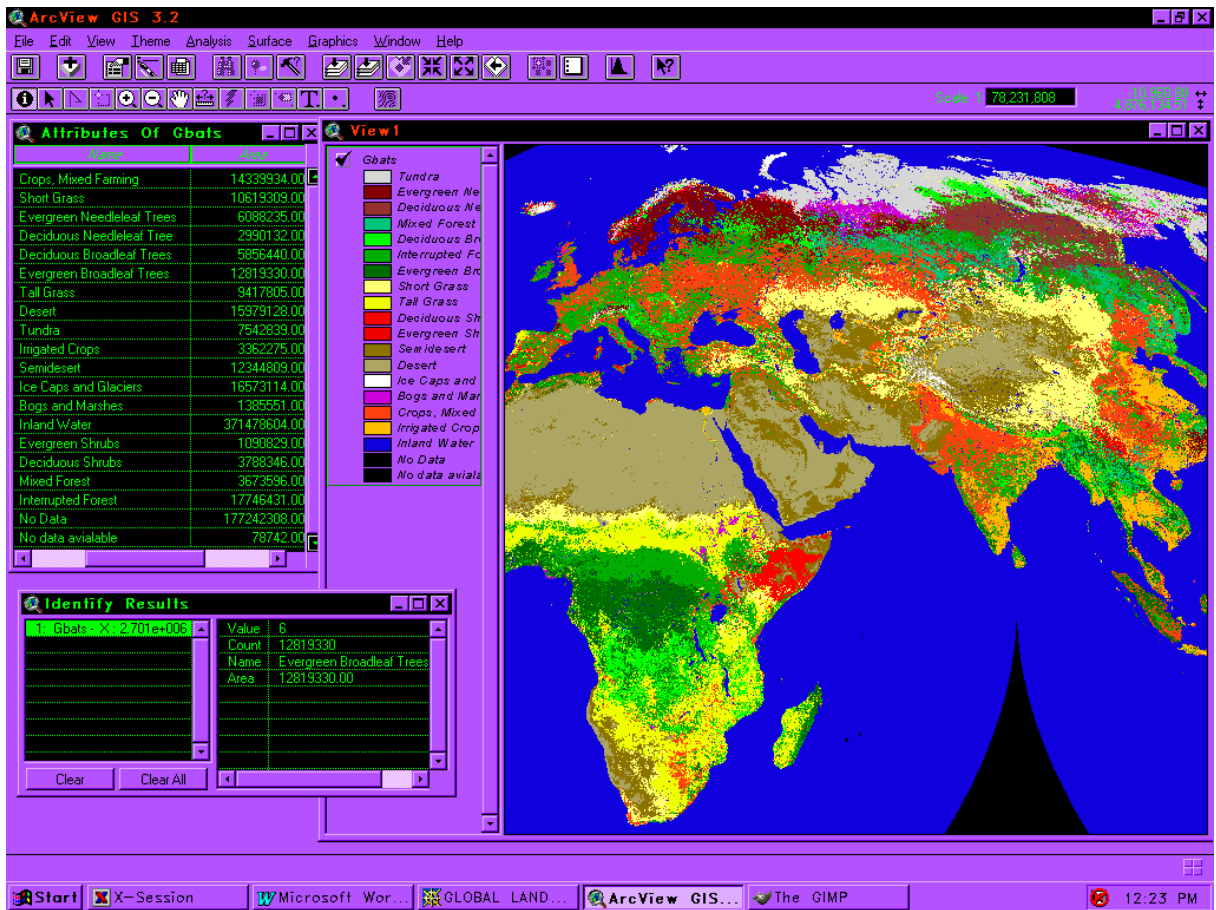 ArcView GIS 3.2
File Edit View Theme Analysis Surface Graphics Window Help
Scale 1: 78,231,808
Attributes Of Gbats
Name Area
Crops, Mixed Farming 14339934.00
Short Grass 10619309.00
Evergreen Needleleaf Trees 6088235.00
Deciduous Needleleaf Tree 2990132.00
Deciduous Broadleaf Trees 5856440.00
Evergreen Broadleaf Trees 12819330.00
Tall Grass 9417805.00
Desert 15979128.00
Tundra 7542839.00
Irrigated Crops 3362275.00
Semidesert 12344809.00
Ice Caps and Glaciers 16573114.00
Bogs and Marshes 1385551.00
Inland Water 371478604.00
Evergreen Shrubs 1090829.00
Deciduous Shrubs 3788346.00
Mixed Forest 3673596.00
Interrupted Forest 17746431.00
No Data 177242308.00
No data avialable 78742.00
View1
Gbats
Tundra
Evergreen Ne
Deciduous Ne
Mixed Forest
Deciduous Br
Interrupted Fo
Evergreen Bro
Short Grass
Tall Grass
Deciduous Sh
Evergreen Sh
Semidesert
Desert
Ice Caps and
Bogs and Mar
Crops, Mixed
Irrigated Crop
Inland Water
No Data
No data aviala
Identify Results
1: Gbats - X : 2.701e+006
Value 6
Count 12819330
Name Evergreen Broadleaf Trees
Area 12819330.00
Clear Clear All
Start X-Session Microsoft Wor... GLOBAL LAND... ArcView GIS... The GIMP 12:23 PM